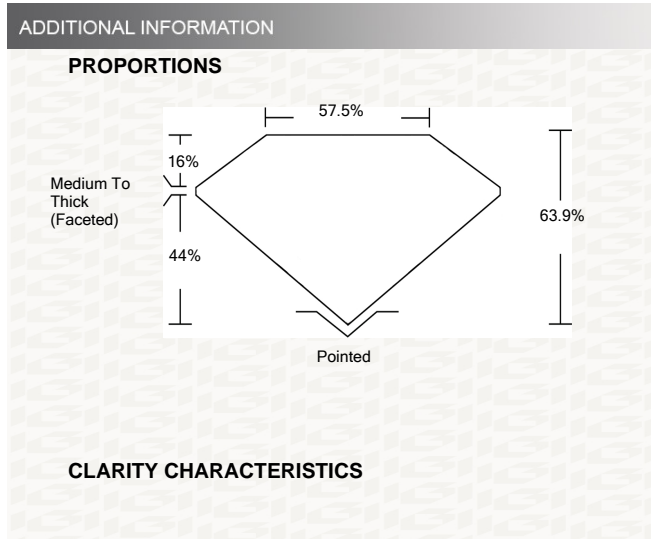 ADDITIONAL INFORMATION
PROPORTIONS
57.5%
16%
Medium To
Thick
(Faceted)
63.9%
44%
Pointed
CLARITY CHARACTERISTICS